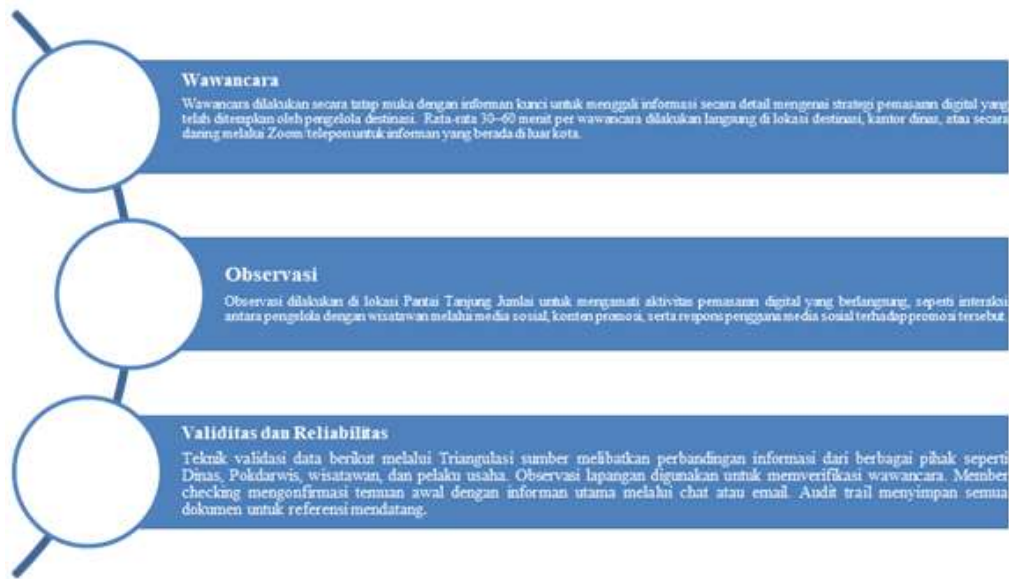 Wawancara
Wawancara dilakukan secara tatap muka dengan informan kunci untuk menggali informasi secara detail mengenai strategi pemasaran digital yang
telah diterapkan oleh pengelola destinasi. Rata-rata 30–60 menit per wawancara dilakukan langsung di lokasi destinasi, kantor dinas, atau secara
daring melalui Zoom/telepon untuk informan yang berada di luar kota.
Observasi
Observasi dilakukan di lokasi Pantai Tanjung Jumlai untuk mengamati aktivitas pemasaran digital yang berlangsung, seperti interaksi
antara pengelola dengan wisatawan melalui media sosial, konten promosi, serta respons pengguna media sosial terhadap promosi tersebut.
Validitas dan Reliabilitas
Teknik validasi data berikut melalui Triangulasi sumber melibatkan perbandingan informasi dari berbagai pihak seperti
Dinas, Pokdarwis, wisatawan, dan pelaku usaha. Observasi lapangan digunakan untuk memverifikasi wawancara. Member
checking mengonfirmasi temuan awal dengan informan utama melalui chat atau email. Audit trail menyimpan semua
dokumen untuk referensi mendatang.